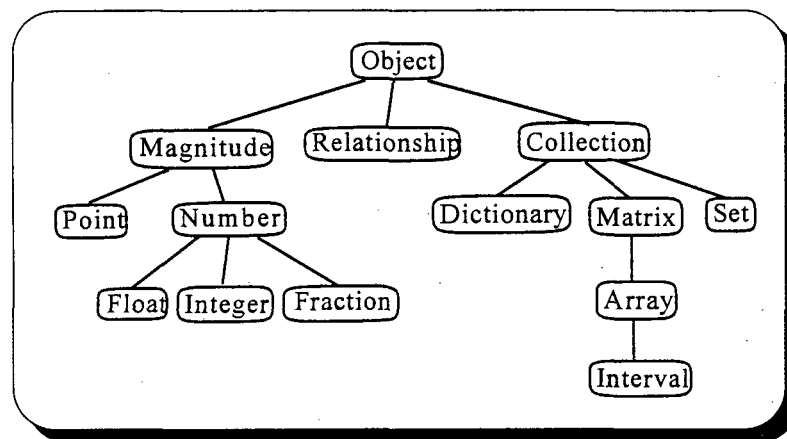 Object
Magnitude
Relationship
Collection
Point
Number
Dictionary
Matrix
Set
Float
Integer
Fraction
Array
Interval